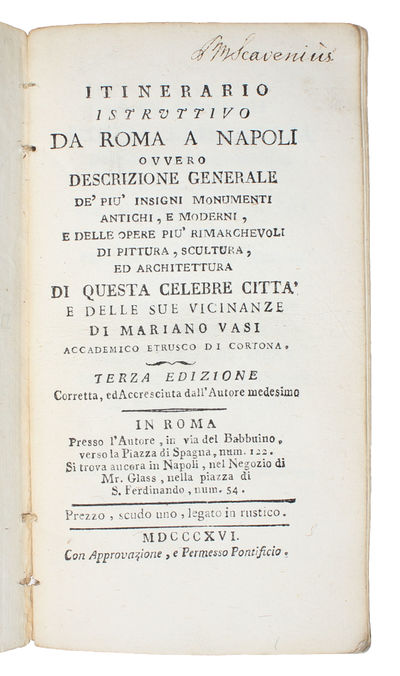 PMScavenius
ITINERARIO
ISTRVTTIVO
DA ROMA A NAPOLI
OVVERO
DESCRIZIONE GENERALE
DE' PIU' INSIGNI MONUMENTI
ANTICHI, E MODERNI,
E DELLE OPERE PIU' RIMARCHEVOLI
DI PITTURA, SCULTURA,
ED ARCHITETTURA
DI QUESTA CELEBRE CITTA'
E DELLE SUE VICINANZE
DI MARIANO VASI
ACCADEMICO ETRUSCO DI CORTONA.
TERZA EDIZIONE
Corretta, ed Accresciuta dall'Autore medesimo
IN ROMA
Presso l'Autore, in via del Babbuino,
verso la Piazza di Spagna, num. 122.
Si trova ancora in Napoli, nel Negozio di
Mr. Glass, nella piazza di
S. Ferdinando, num. 54.
Prezzo, scudo uno, legato in rustico.
MDCCCXVI.
Con Approvazione, e Permesso Pontificio.